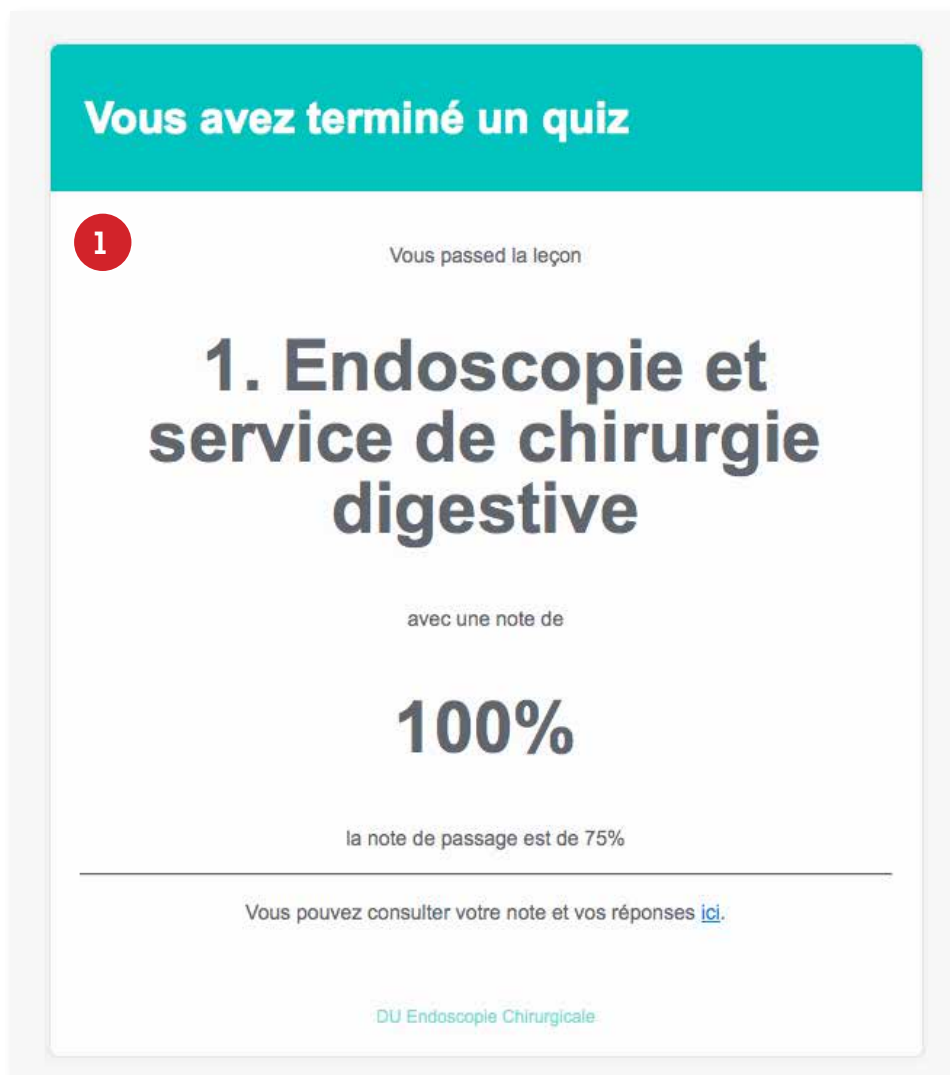 Vous avez terminé un quiz
1
Vous passed la leçon
1. Endoscopie et
service de chirurgie
digestive
avec une note de
100%
la note de passage est de 75%
Vous pouvez consulter votre note et vos réponses ici.
DU Endoscopie Chirurgicale